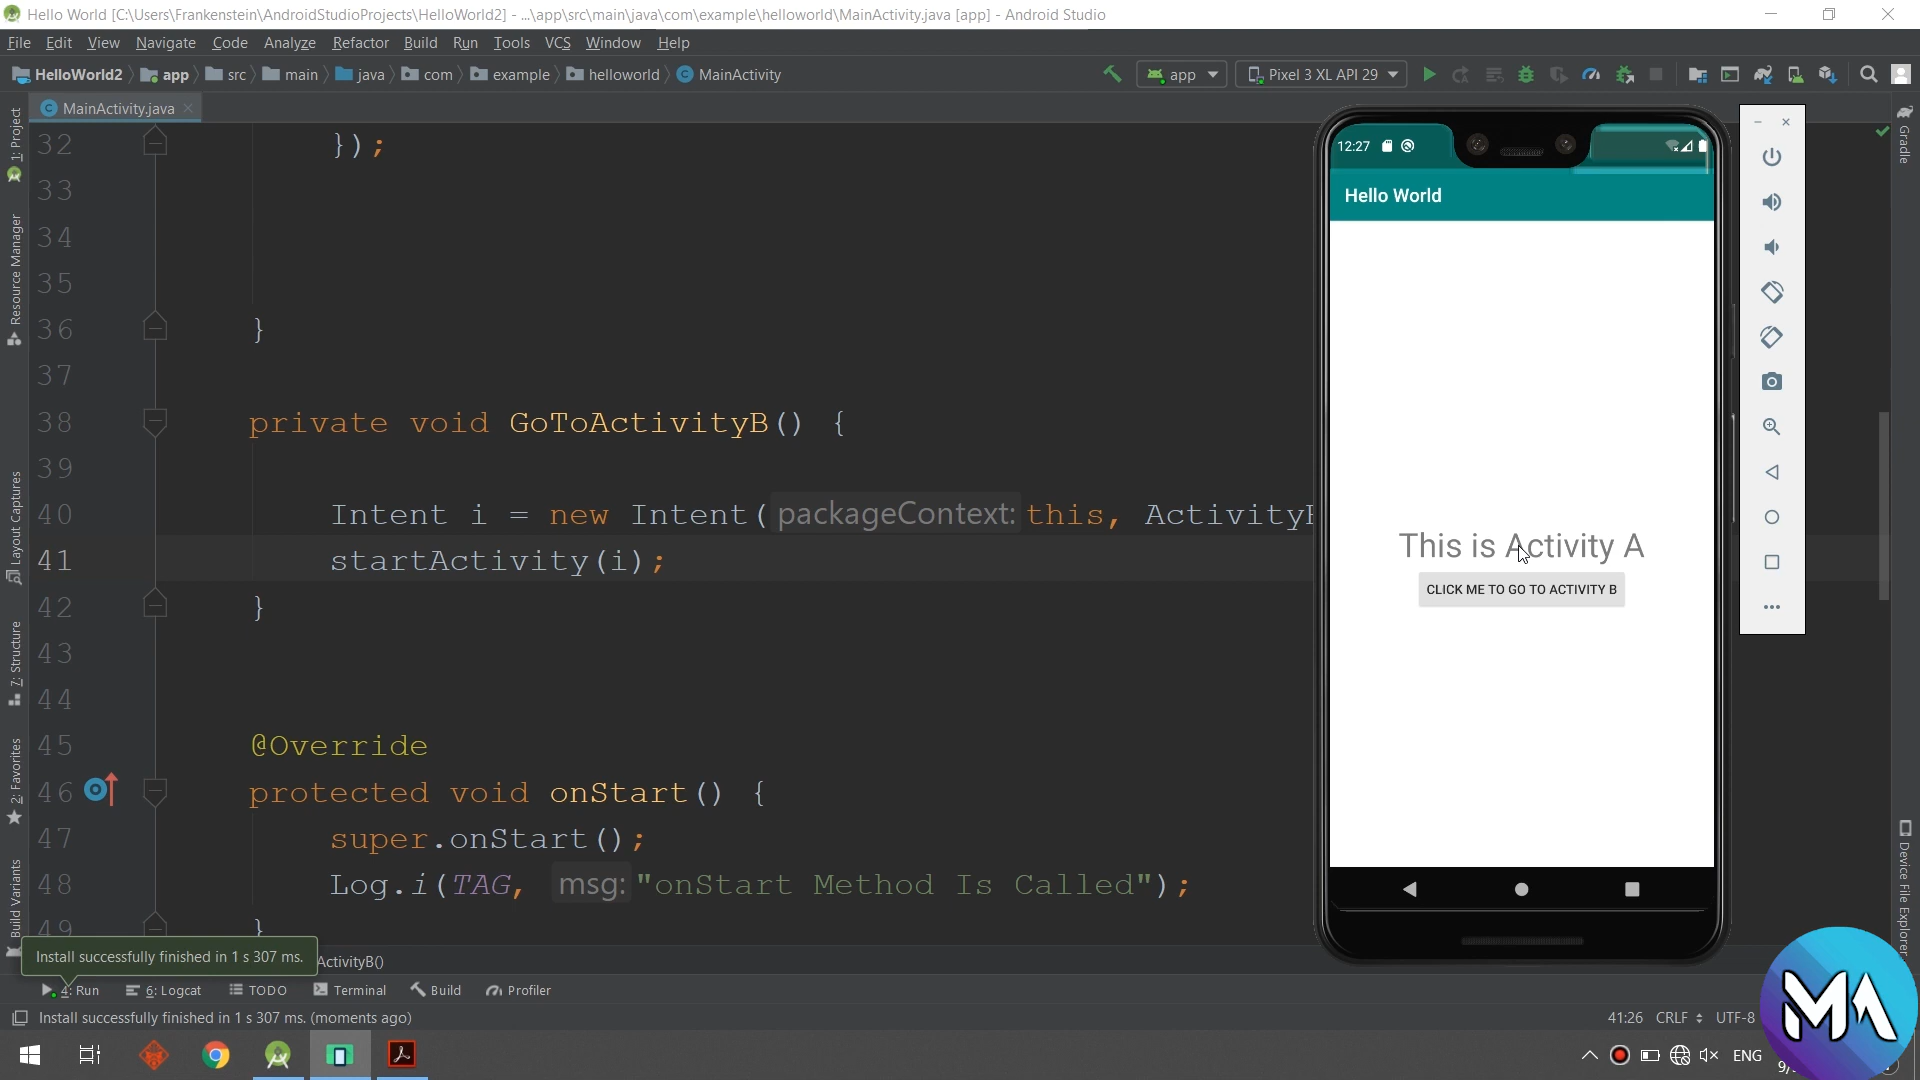 Hello World [C:\Users\Frankenstein\AndroidStudioProjects\HelloWorld2] - ...\app\src\main\java\com\example\helloworld\MainActivity.java [app] - Android Studio
File Edit View Navigate Code Analyze Refactor Build Run Tools VCS Window Help
HelloWorld2 app src main java com example helloworld MainActivity
app Pixel 3 XL API 29
MainActivity.java
1: Project
Resource Manager
Layout Captures
7: Structure
2: Favorites
Build Variants
32 });
33
34
35
36 }
37
38 private void GoToActivityB() {
39
40 Intent i = new Intent( packageContext: this, Activity
41 startActivity(i);
42 }
43
44
45 @Override
46 protected void onStart() {
47 super.onStart();
48 Log.i(TAG, msg: "onStart Method Is Called");
49 }
12:27
Hello World
This is Activity A
CLICK ME TO GO TO ACTIVITY B
Gradle
Device File Explorer
Install successfully finished in 1 s 307 ms.
ActivityB()
4: Run 6: Logcat TODO Terminal Build Profiler
Install successfully finished in 1 s 307 ms. (moments ago)
41:26 CRLF UTF-8
ENG
MA